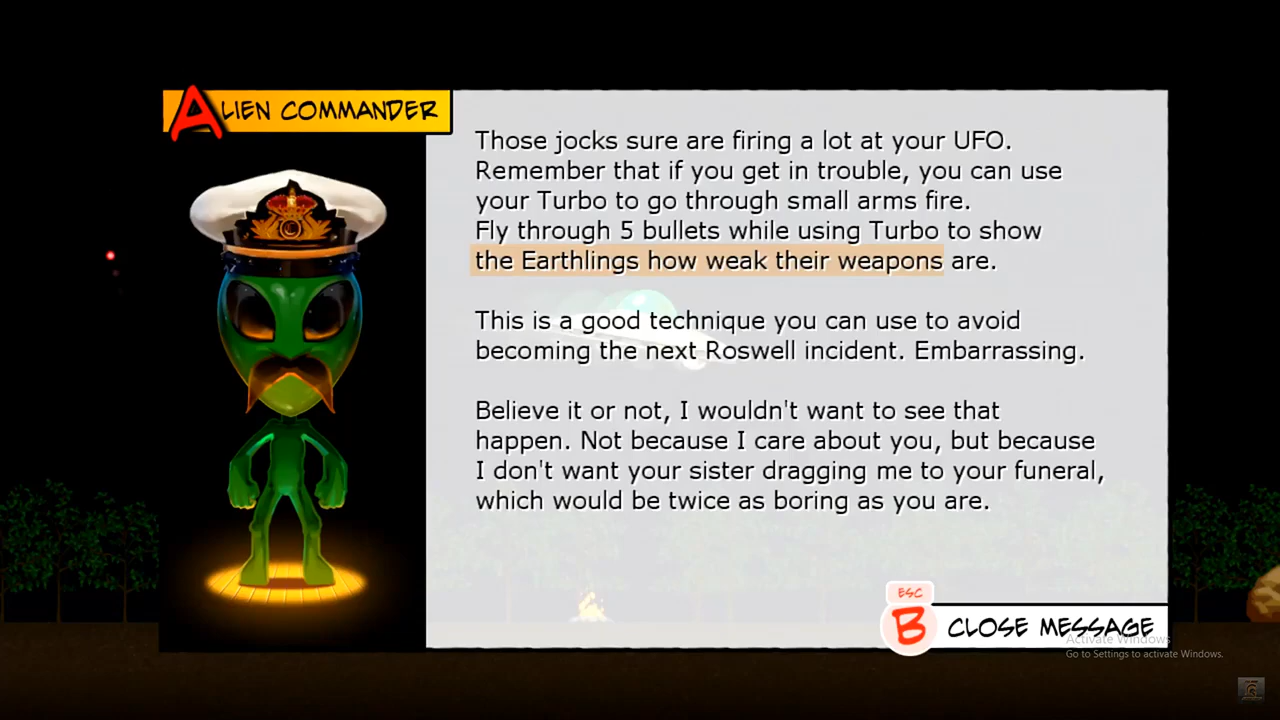 ALIEN COMMANDER
Those jocks sure are firing a lot at your UFO.
Remember that if you get in trouble, you can use
your Turbo to go through small arms fire.
Fly through 5 bullets while using Turbo to show
the Earthlings how weak their weapons are.
This is a good technique you can use to avoid
becoming the next Roswell incident. Embarrassing.
Believe it or not, I wouldn't want to see that
happen. Not because I care about you, but because
I don't want your sister dragging me to your funeral,
which would be twice as boring as you are.
ESC
B CLOSE MESSAGE
Activate Windows
Go to Settings to activate Windows.